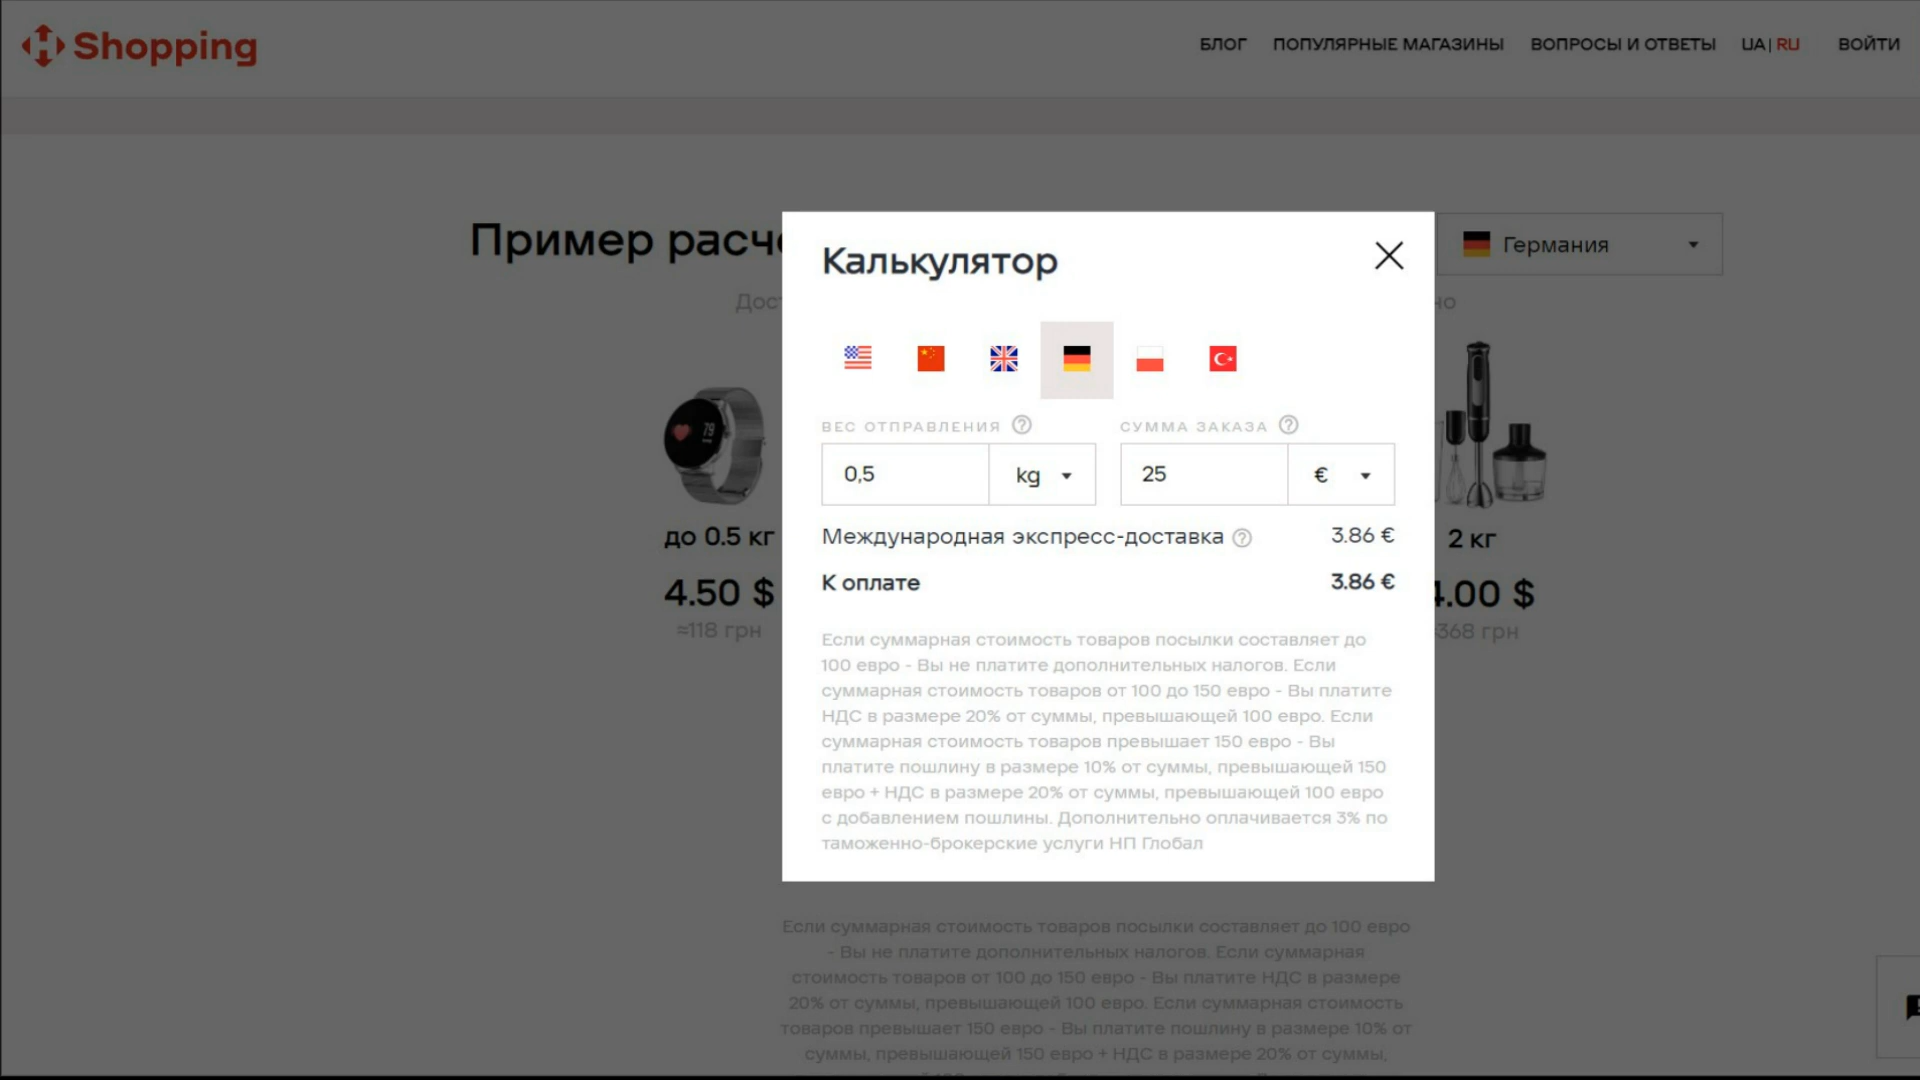 Shopping
БЛОГ ПОПУЛЯРНЫЕ МАГАЗИНЫ ВОПРОСЫ И ОТВЕТЫ UA|RU ВОЙТИ
Пример расч
Германия
Калькулятор
ВЕС ОТПРАВЛЕНИЯ ? СУММА ЗАКАЗА ?
0,5 kg 25 €
Международная экспресс-доставка ? 3.86 €
К оплате 3.86 €
Если суммарная стоимость товаров посылки составляет до
100 евро - Вы не платите дополнительных налогов. Если
суммарная стоимость товаров от 100 до 150 евро - Вы платите
НДС в размере 20% от суммы, превышающей 100 евро. Если
суммарная стоимость товаров превышает 150 евро - Вы
платите пошлину в размере 10% от суммы, превышающей 150
евро + НДС в размере 20% от суммы, превышающей 100 евро
с добавлением пошлины. Дополнительно оплачивается 3% по
таможенно-брокерские услуги НП Глобал
79
до 0.5 кг
4.50 $
≈118 грн
2 кг
.00 $
368 грн
Если суммарная стоимость товаров посылки составляет до 100 евро
- Вы не платите дополнительных налогов. Если суммарная
стоимость товаров от 100 до 150 евро - Вы платите НДС в размере
20% от суммы, превышающей 100 евро. Если суммарная стоимость
товаров превышает 150 евро - Вы платите пошлину в размере 10% от
суммы, превышающей 150 евро + НДС в размере 20% от суммы,